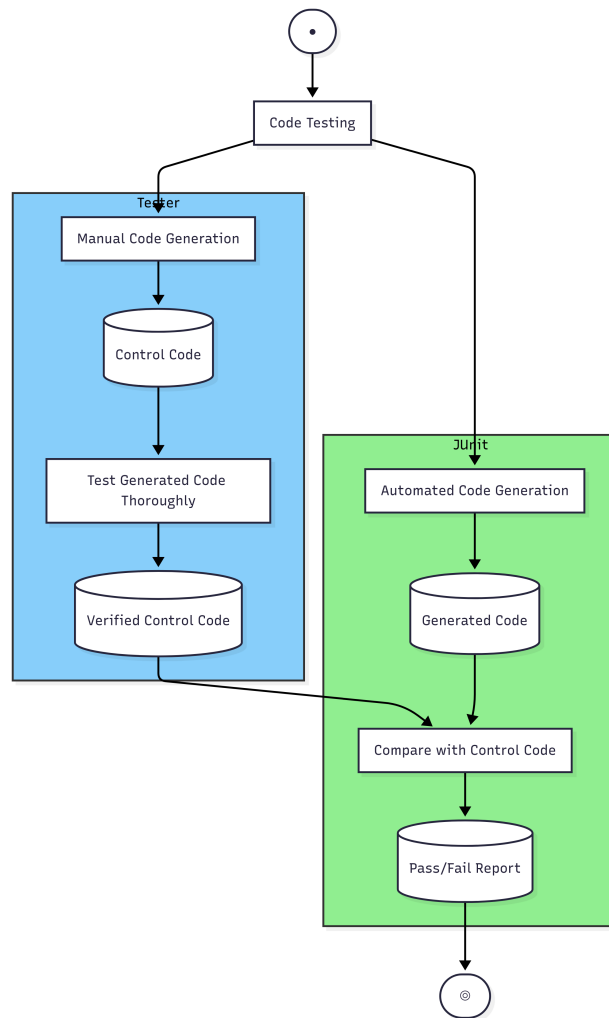 Code Testing
Tester
Manual Code Generation
Control Code
Test Generated Code
Thoroughly
Verified Control Code
JUnit
Automated Code Generation
Generated Code
Compare with Control Code
Pass/Fail Report